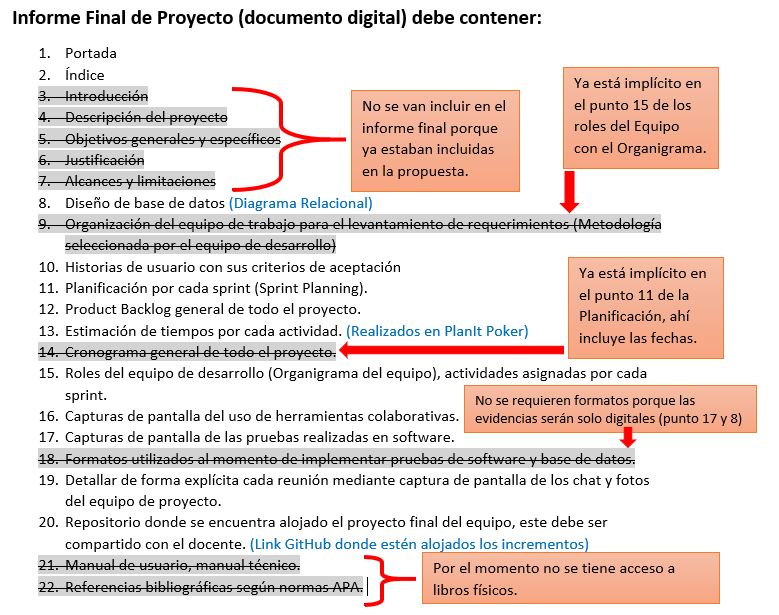 Informe Final de Proyecto (documento digital) debe contener:
1. Portada
2. Índice
3. Introducción
4. Descripción del proyecto
5. Objetivos generales y específicos
6. Justificación
7. Alcances y limitaciones
No se van incluir en el
informe final porque
ya estaban incluidas
en la propuesta.
Ya está implícito en
el punto 15 de los
roles del Equipo
con el Organigrama.
8. Diseño de base de datos (Diagrama Relacional)
9. Organización del equipo de trabajo para el levantamiento de requerimientos (Metodología
seleccionada por el equipo de desarrollo)
10. Historias de usuario con sus criterios de aceptación
11. Planificación por cada sprint (Sprint Planning).
12. Product Backlog general de todo el proyecto.
13. Estimación de tiempos por cada actividad. (Realizados en PlanIt Poker)
14. Cronograma general de todo el proyecto.
Ya está implícito en
el punto 11 de la
Planificación, ahí
incluye las fechas.
15. Roles del equipo de desarrollo (Organigrama del equipo), actividades asignadas por cada
sprint.
16. Capturas de pantalla del uso de herramientas colaborativas.
17. Capturas de pantalla de las pruebas realizadas en software.
No se requieren formatos porque las
evidencias serán solo digitales (punto 17 y 8)
18. Formatos utilizados al momento de implementar pruebas de software y base de datos.
19. Detallar de forma explícita cada reunión mediante captura de pantalla de los chat y fotos
del equipo de proyecto.
20. Repositorio donde se encuentra alojado el proyecto final del equipo, este debe ser
compartido con el docente. (Link GitHub donde estén alojados los incrementos)
21. Manual de usuario, manual técnico.
22. Referencias bibliográficas según normas APA.
Por el momento no se tiene acceso a
libros físicos.